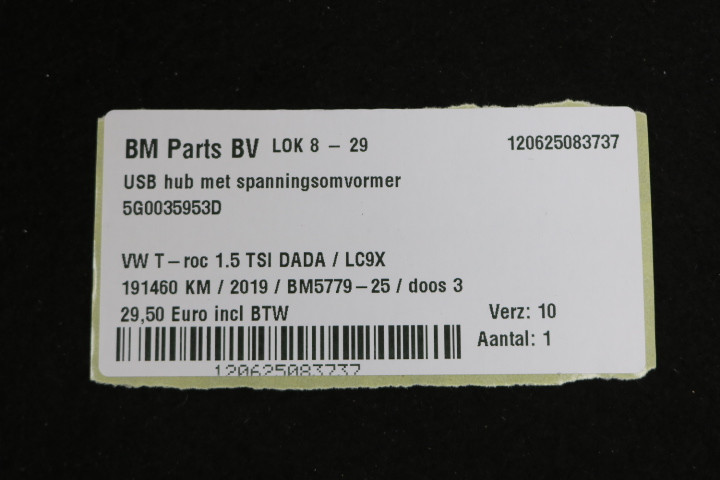 BM Parts BV LOK 8 - 29 120625083737
USB hub met spanningsomvormer
5G0035953D
VW T-roc 1.5 TSI DADA / LC9X
191460 KM / 2019 / BM5779-25 / doos 3
29,50 Euro incl BTW Verz: 10
Aantal: 1
120625083737